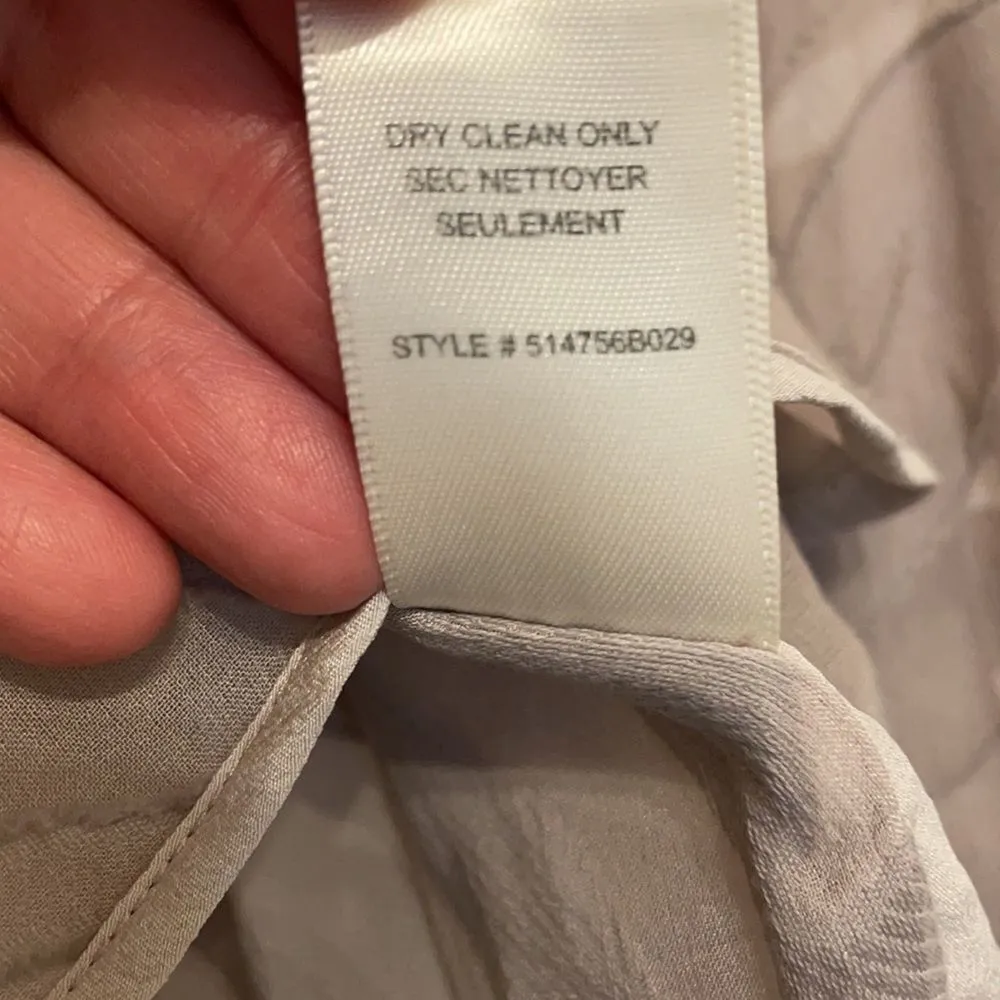 DRY CLEAN ONLY
SEC NETTOYER
SEULEMENT
STYLE # 514756B029